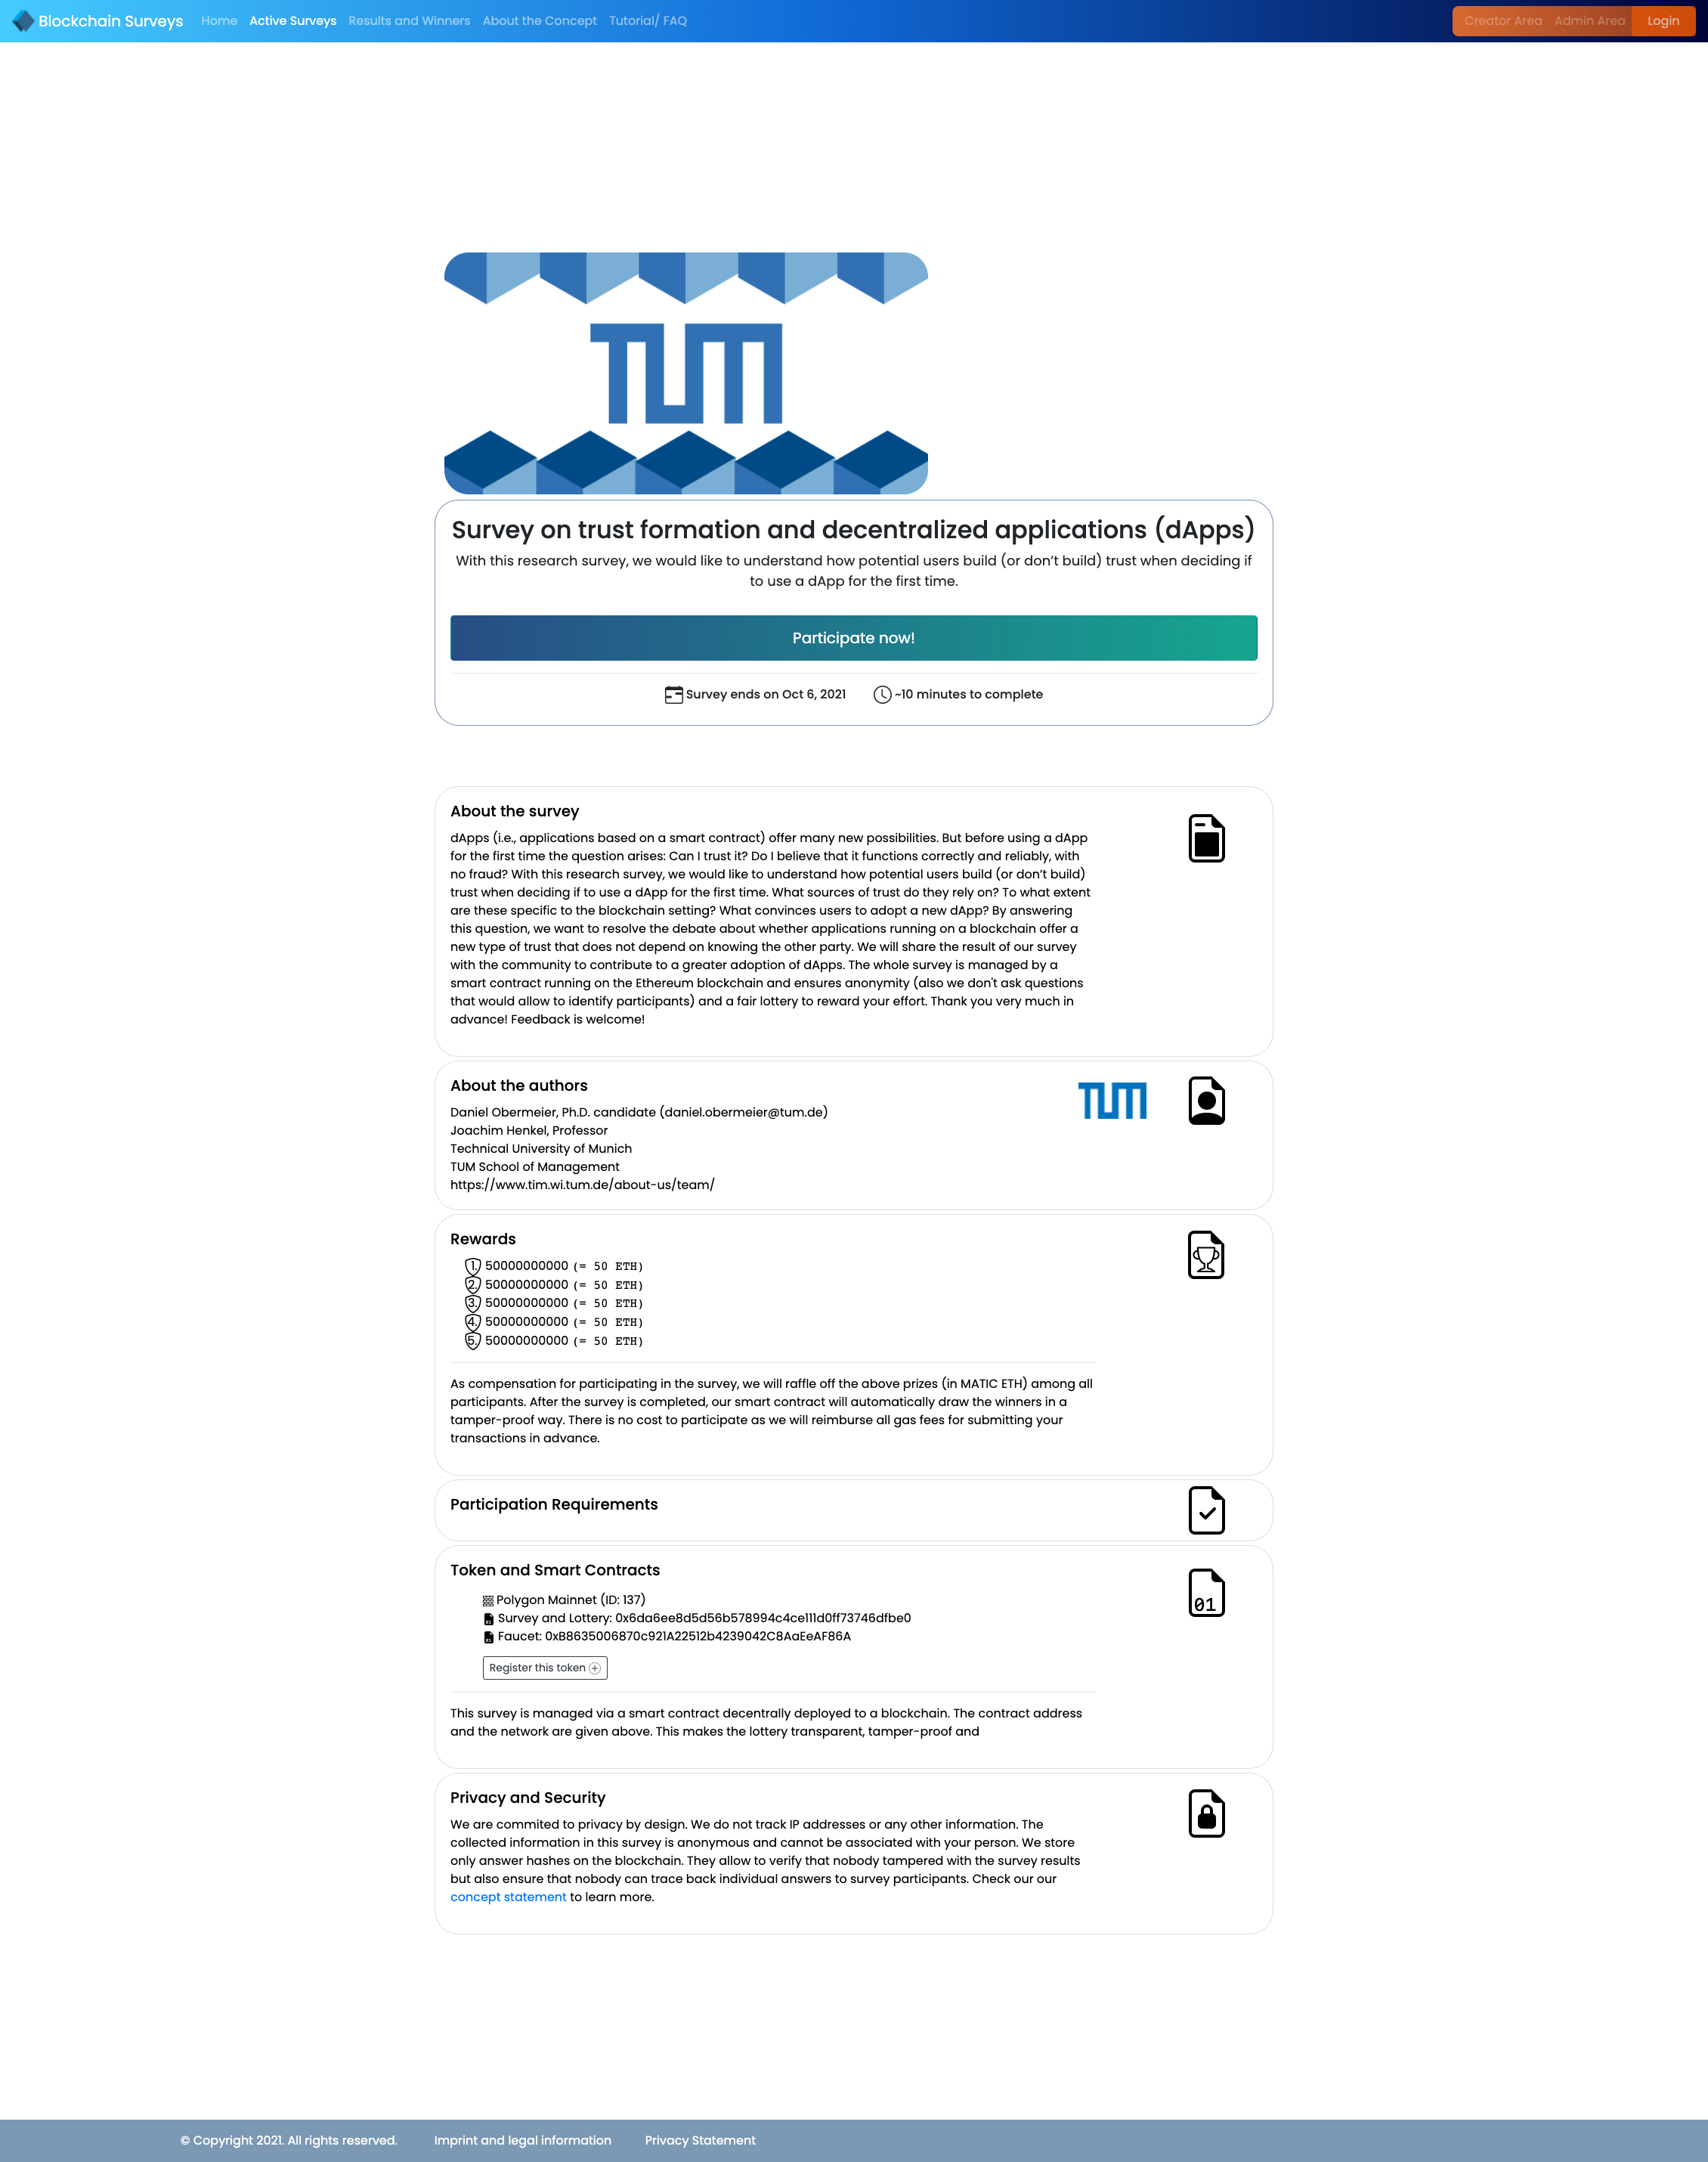 Blockchain Surveys Home Active Surveys Results and Winners About the Concept Tutorial/ FAQ Creator Area Admin Area Login
TUM
Survey on trust formation and decentralized applications (dApps)
With this research survey, we would like to understand how potential users build (or don’t build) trust when deciding if
to use a dApp for the first time.
Participate now!
Survey ends on Oct 6, 2021 ~10 minutes to complete
About the survey
dApps (i.e., applications based on a smart contract) offer many new possibilities. But before using a dApp
for the first time the question arises: Can I trust it? Do I believe that it functions correctly and reliably, with
no fraud? With this research survey, we would like to understand how potential users build (or don’t build)
trust when deciding if to use a dApp for the first time. What sources of trust do they rely on? To what extent
are these specific to the blockchain setting? What convinces users to adopt a new dApp? By answering
this question, we want to resolve the debate about whether applications running on a blockchain offer a
new type of trust that does not depend on knowing the other party. We will share the result of our survey
with the community to contribute to a greater adoption of dApps. The whole survey is managed by a
smart contract running on the Ethereum blockchain and ensures anonymity (also we don't ask questions
that would allow to identify participants) and a fair lottery to reward your effort. Thank you very much in
advance! Feedback is welcome!
About the authors
TUM
Daniel Obermeier, Ph.D. candidate (daniel.obermeier@tum.de)
Joachim Henkel, Professor
Technical University of Munich
TUM School of Management
https://www.tim.wi.tum.de/about-us/team/
Rewards
1. 50000000000 (= 50 ETH)
2. 50000000000 (= 50 ETH)
3. 50000000000 (= 50 ETH)
4. 50000000000 (= 50 ETH)
5. 50000000000 (= 50 ETH)
As compensation for participating in the survey, we will raffle off the above prizes (in MATIC ETH) among all
participants. After the survey is completed, our smart contract will automatically draw the winners in a
tamper-proof way. There is no cost to participate as we will reimburse all gas fees for submitting your
transactions in advance.
Participation Requirements
Token and Smart Contracts
01
Polygon Mainnet (ID: 137)
Survey and Lottery: 0x6da6ee8d5d56b578994c4ce111d0ff73746dfbe0
Faucet: 0xB8635006870c921A22512b4239042C8AaEeAF86A
Register this token
This survey is managed via a smart contract decentrally deployed to a blockchain. The contract address
and the network are given above. This makes the lottery transparent, tamper-proof and
Privacy and Security
We are commited to privacy by design. We do not track IP addresses or any other information. The
collected information in this survey is anonymous and cannot be associated with your person. We store
only answer hashes on the blockchain. They allow to verify that nobody tampered with the survey results
but also ensure that nobody can trace back individual answers to survey participants. Check our our
concept statement to learn more.
© Copyright 2021. All rights reserved. Imprint and legal information Privacy Statement